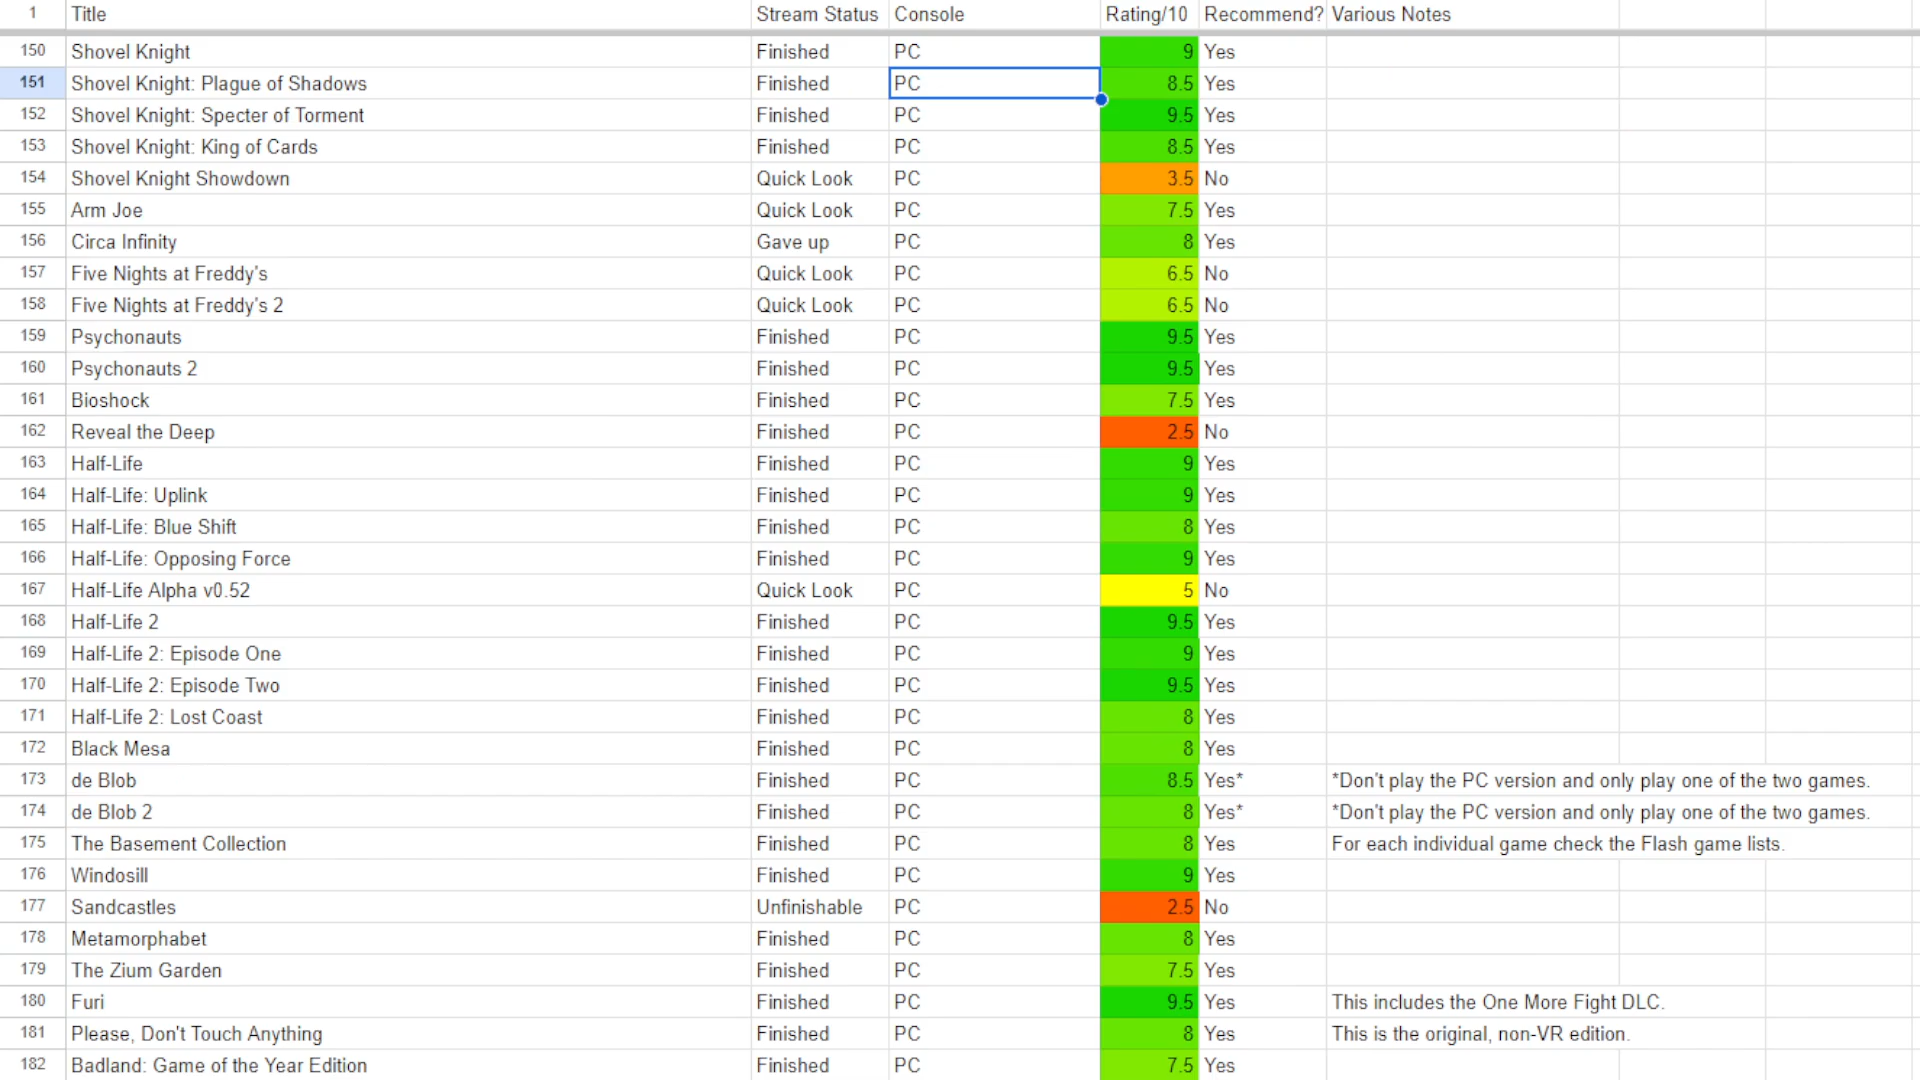 1 Title Stream Status Console Rating/10 Recommend? Various Notes
150 Shovel Knight Finished PC 9 Yes
151 Shovel Knight: Plague of Shadows Finished PC 8.5 Yes
152 Shovel Knight: Specter of Torment Finished PC 9.5 Yes
153 Shovel Knight: King of Cards Finished PC 8.5 Yes
154 Shovel Knight Showdown Quick Look PC 3.5 No
155 Arm Joe Quick Look PC 7.5 Yes
156 Circa Infinity Gave up PC 8 Yes
157 Five Nights at Freddy's Quick Look PC 6.5 No
158 Five Nights at Freddy's 2 Quick Look PC 6.5 No
159 Psychonauts Finished PC 9.5 Yes
160 Psychonauts 2 Finished PC 9.5 Yes
161 Bioshock Finished PC 7.5 Yes
162 Reveal the Deep Finished PC 2.5 No
163 Half-Life Finished PC 9 Yes
164 Half-Life: Uplink Finished PC 9 Yes
165 Half-Life: Blue Shift Finished PC 8 Yes
166 Half-Life: Opposing Force Finished PC 9 Yes
167 Half-Life Alpha v0.52 Quick Look PC 5 No
168 Half-Life 2 Finished PC 9.5 Yes
169 Half-Life 2: Episode One Finished PC 9 Yes
170 Half-Life 2: Episode Two Finished PC 9.5 Yes
171 Half-Life 2: Lost Coast Finished PC 8 Yes
172 Black Mesa Finished PC 8 Yes
173 de Blob Finished PC 8.5 Yes* *Don't play the PC version and only play one of the two games.
174 de Blob 2 Finished PC 8 Yes* *Don't play the PC version and only play one of the two games.
175 The Basement Collection Finished PC 8 Yes For each individual game check the Flash game lists.
176 Windosill Finished PC 9 Yes
177 Sandcastles Unfinishable PC 2.5 No
178 Metamorphabet Finished PC 8 Yes
179 The Zium Garden Finished PC 7.5 Yes
180 Furi Finished PC 9.5 Yes This includes the One More Fight DLC.
181 Please, Don't Touch Anything Finished PC 8 Yes This is the original, non-VR edition.
182 Badland: Game of the Year Edition Finished PC 7.5 Yes